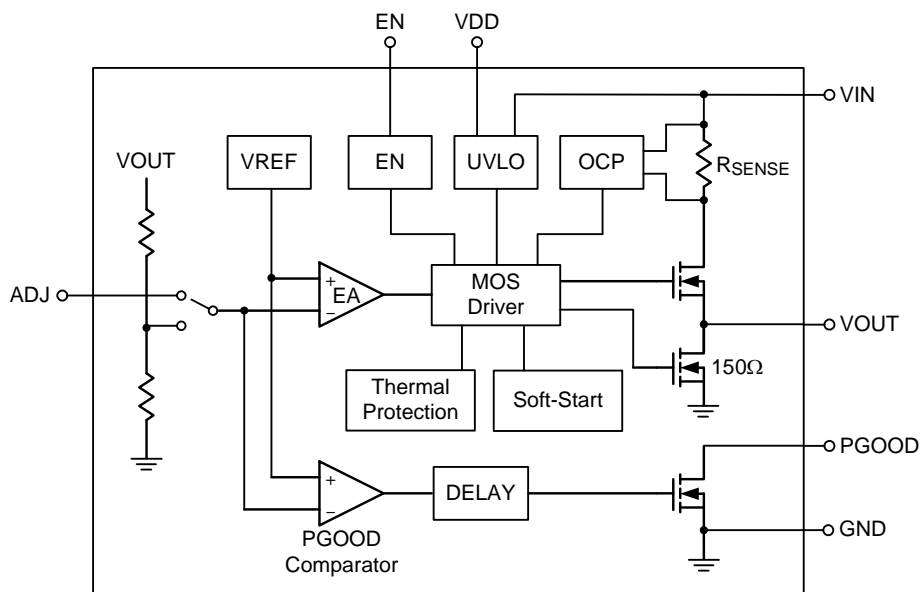 EN
VDD
VIN
VOUT
VREF
EN
UVLO
OCP
RSENSE
ADJ
+
EA
−
MOS
Driver
VOUT
150Ω
Thermal
Protection
Soft-Start
PGOOD
+
−
DELAY
PGOOD
Comparator
GND